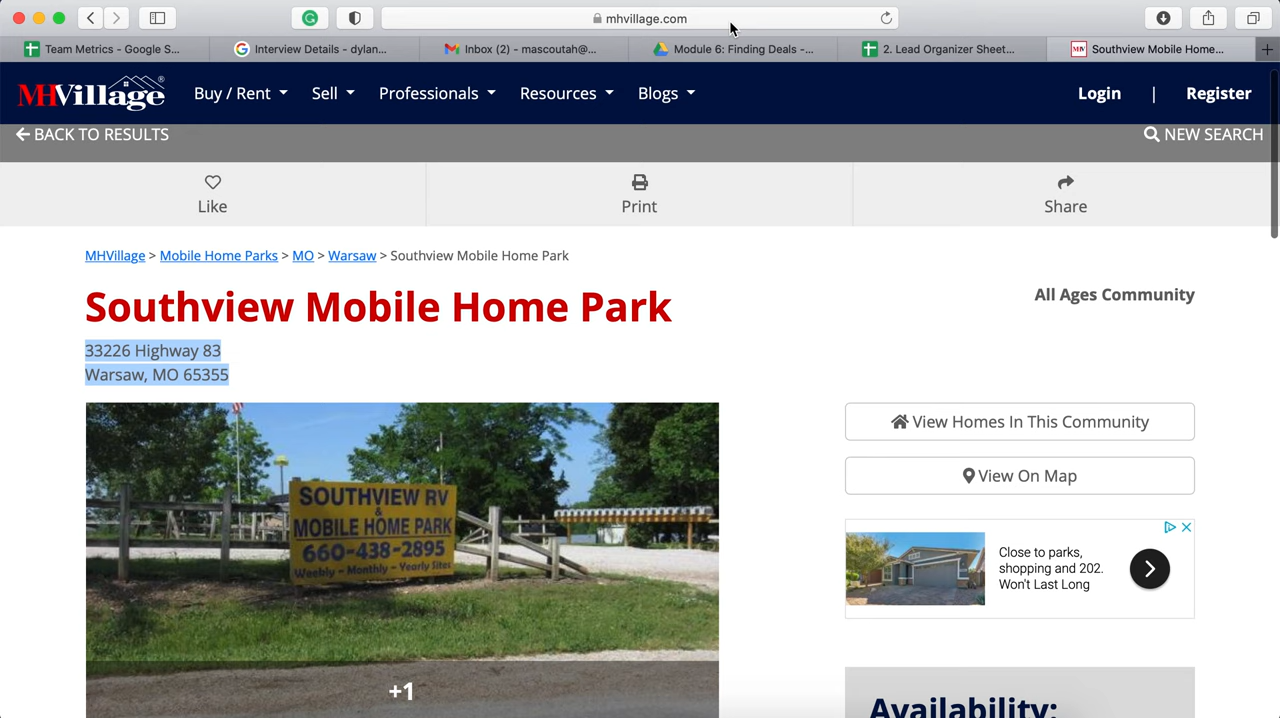 mhvillage.com
Team Metrics - Google S...
Interview Details - dylb...
Inbox (2) - mascoutah@...
Module 6: Finding Deals -...
2. Lead Organizer Sheet...
MH
Southview Mobile Home...
MHVillage®
Buy / Rent
Sell
Professionals
Resources
Blogs
Login
|
Register
BACK TO RESULTS
NEW SEARCH
Like
Print
Share
MHVillage > Mobile Home Parks > MO > Warsaw > Southview Mobile Home Park
Southview Mobile Home Park
All Ages Community
33226 Highway 83
Warsaw, MO 65355
SOUTHVIEW RV
&
MOBILE HOME PARK
660-438-2895
Weekly ~ Monthly ~ Yearly Sites
+1
View Homes In This Community
View On Map
Close to parks,
shopping and 202.
Won't Last Long
Availability: